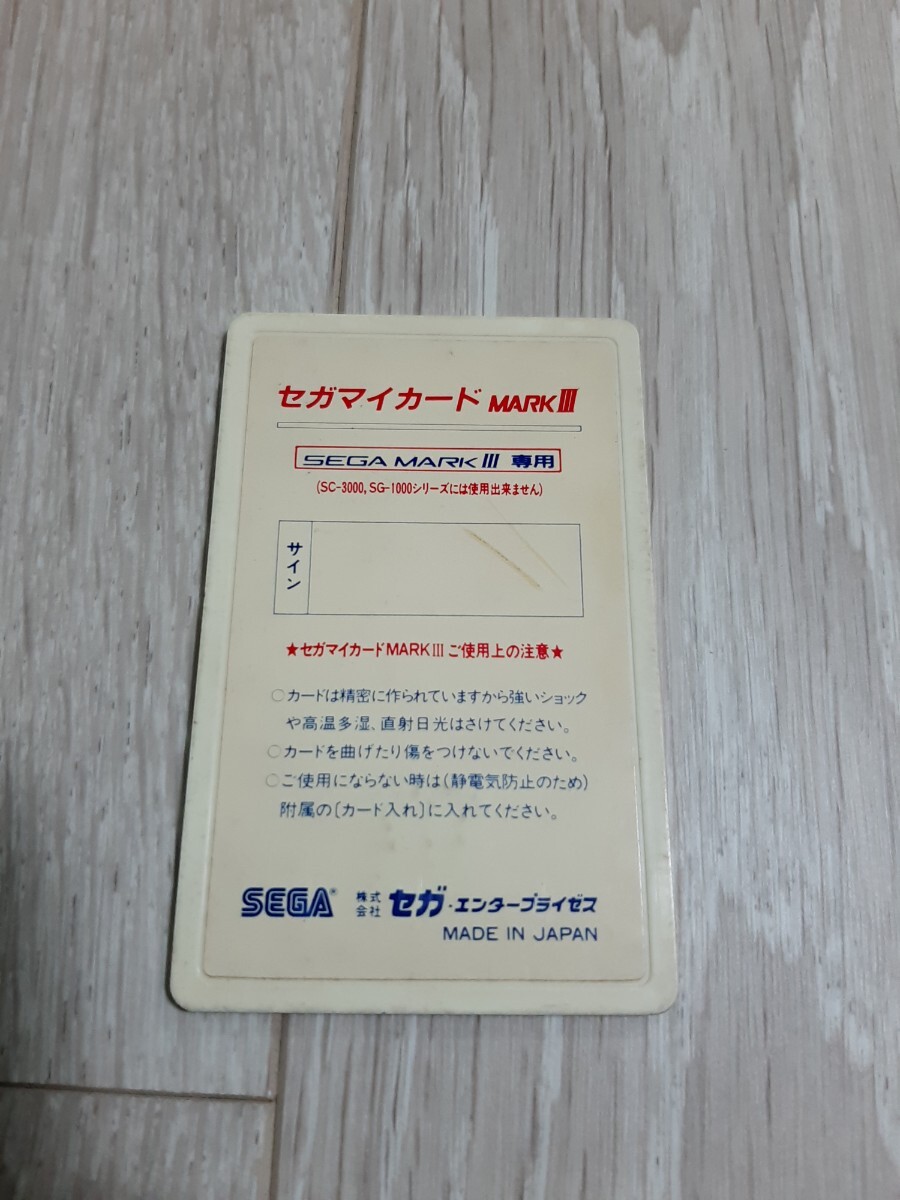 セガマイカード MARKIII
SEGA MARKIII 専用
(SC-3000, SG-1000シリーズには使用出来ません)
サイン
★セガマイカードMARKIIIご使用上の注意★
○カードは精密に作られていますから強いショック
や高温多湿、直射日光はさけてください。
○カードを曲げたり傷をつけないでください。
○ご使用にならない時は(静電気防止のため)
附属の〔カード入れ〕に入れてください。
SEGA® 株式会社 セガ・エンタープライゼス
MADE IN JAPAN